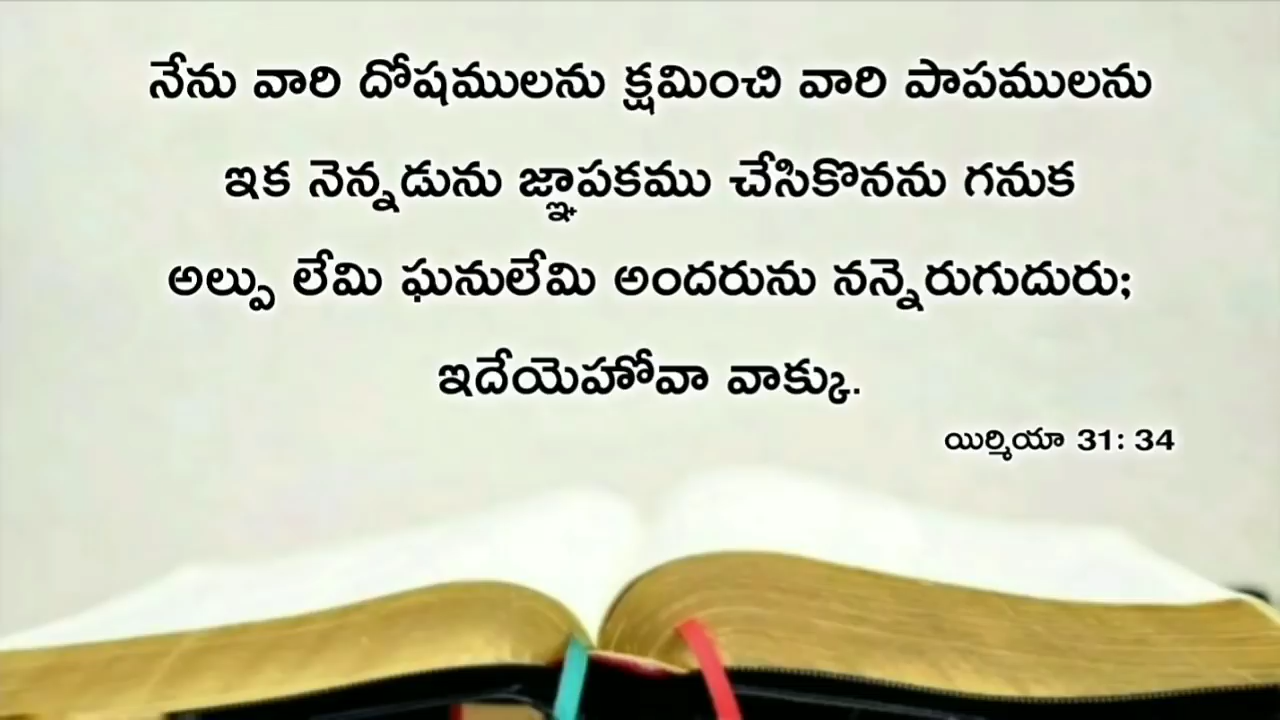 నేను వారి దోషములను క్షమించి వారి పాపములను
ఇక నెన్నడును జ్ఞాపకము చేసికొనను గనుక
అల్పు లేమి ఘనులేమి అందరును నన్నెరుగుదురు;
ఇదేయెహోవా వాక్కు.
యిర్మియా 31: 34